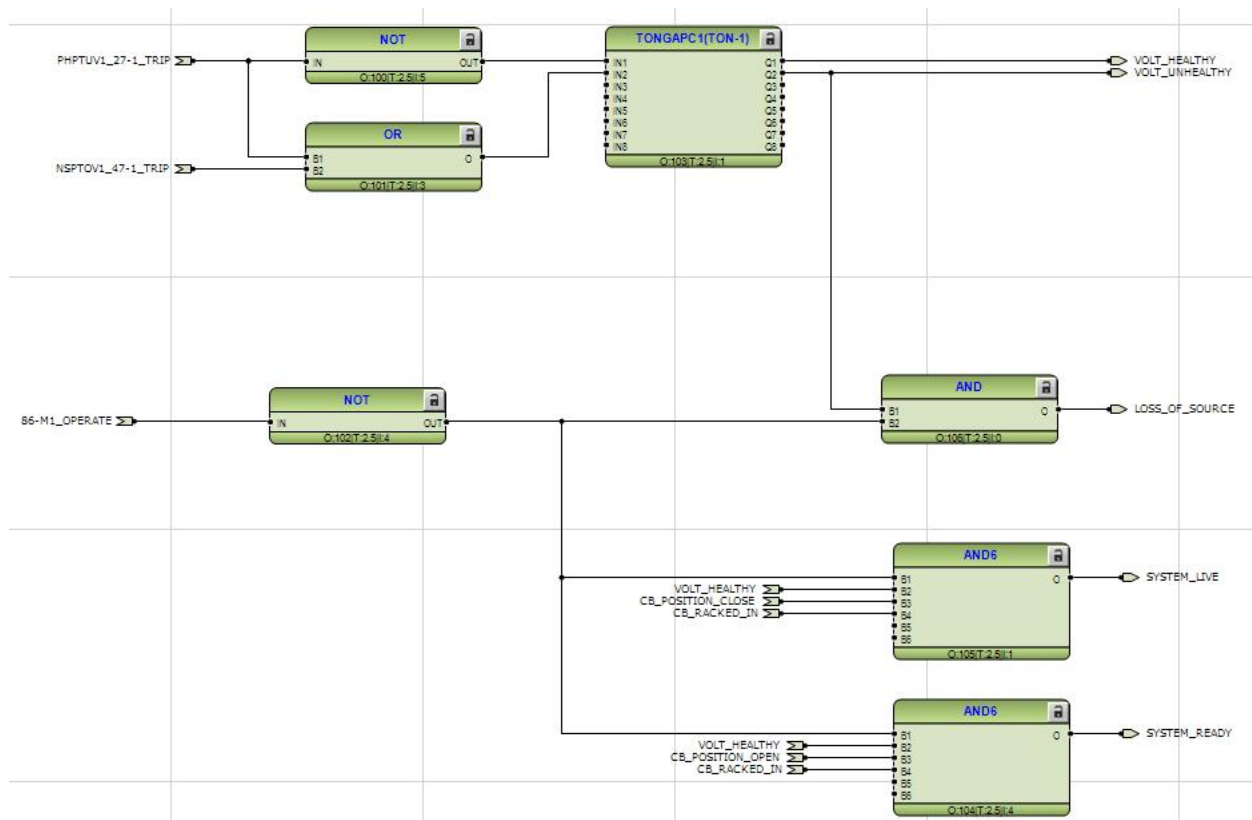 NOT
TONGAPC1(TON-1)
PHPTUV1_27-1_TRIP
IN OUT
O:100|T:2.5|I:5
IN1 Q1
IN2 Q2
IN3 Q3
IN4 Q4
IN5 Q5
IN6 Q6
IN7 Q7
IN8 Q8
O:103|T:2.5|I:1
VOLT_HEALTHY
VOLT_UNHEALTHY
OR
NSPTOV1_47-1_TRIP
B1 O
B2
O:101|T:2.5|I:3
NOT
86-M1_OPERATE
IN OUT
O:102|T:2.5|I:4
AND
B1 O
B2
O:106|T:2.5|I:0
LOSS_OF_SOURCE
AND6
VOLT_HEALTHY
CB_POSITION_CLOSE
CB_RACKED_IN
B1 O
B2
B3
B4
B5
B6
O:105|T:2.5|I:1
SYSTEM_LIVE
AND6
VOLT_HEALTHY
CB_POSITION_OPEN
CB_RACKED_IN
B1 O
B2
B3
B4
B5
B6
O:104|T:2.5|I:4
SYSTEM_READY